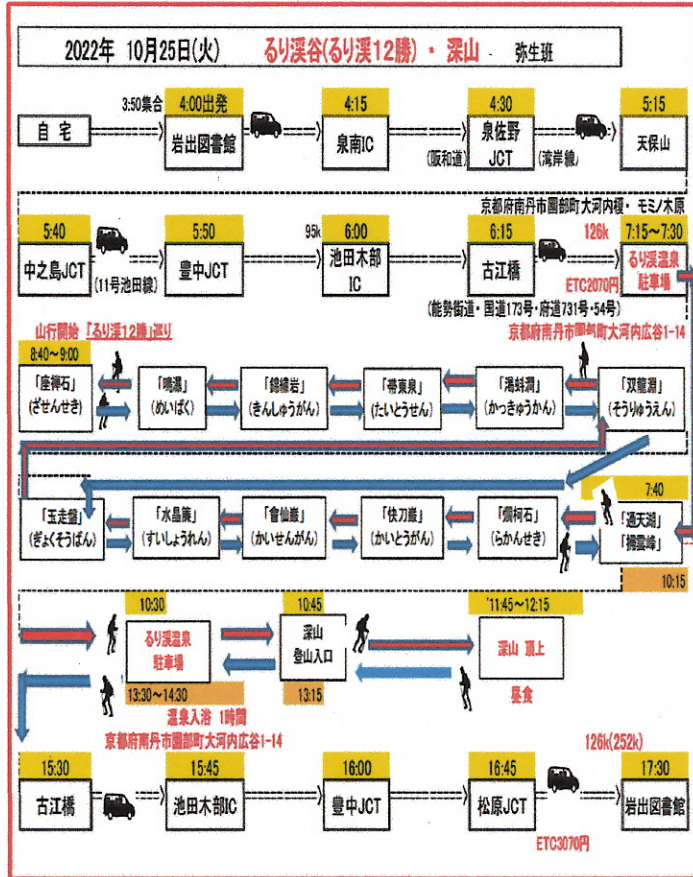 2022年 10月25日(火) るり渓谷(るり渓12勝)・深山 弥生班
3:50集合 4:00出発 4:15 4:30 5:15
自宅 岩出図書館 泉南IC 泉佐野JCT 天保山
(阪和道) (湾岸線)
京都府南丹市園部町大河内榎・モミノ木原
5:40 5:50 95k 6:00 6:15 126k 7:15~7:30
中之島JCT 豊中JCT 池田木部IC 古江橋 るり渓温泉駐車場
(11号池田線) ETC2070円
(能勢街道・国道173号・府道731号・54号)
山行開始 『るり渓12勝』巡り 京都府南丹市園部町大河内広谷1-14
8:40~9:00
「座禅石」 「鳴瀑」 「錦繍岩」 「帯東泉」 「渇虯澗」 「双龍淵」
(ざせんせき) (めいばく) (きんしゅうがん) (たいとうせん) (かっきゅうかん) (そうりゅうえん)
7:40
「玉走盤」 「水晶簾」 「會仙巌」 「快刀巌」 「爛柯石」 「通天湖」
(ぎょくそうばん) (すいしょうれん) (かいせんがん) (かいとうがん) (らかんせき) 「掃雲峰」
10:15
10:30 10:45 '11:45~12:15
るり渓温泉駐車場 深山登山入口 深山 頂上
13:30~14:30 13:15 昼食
温泉入浴 1時間
京都府南丹市園部町大河内広谷1-14 126k(252k)
15:30 15:45 16:00 16:45 17:30
古江橋 池田木部IC 豊中JCT 松原JCT 岩出図書館
ETC3070円